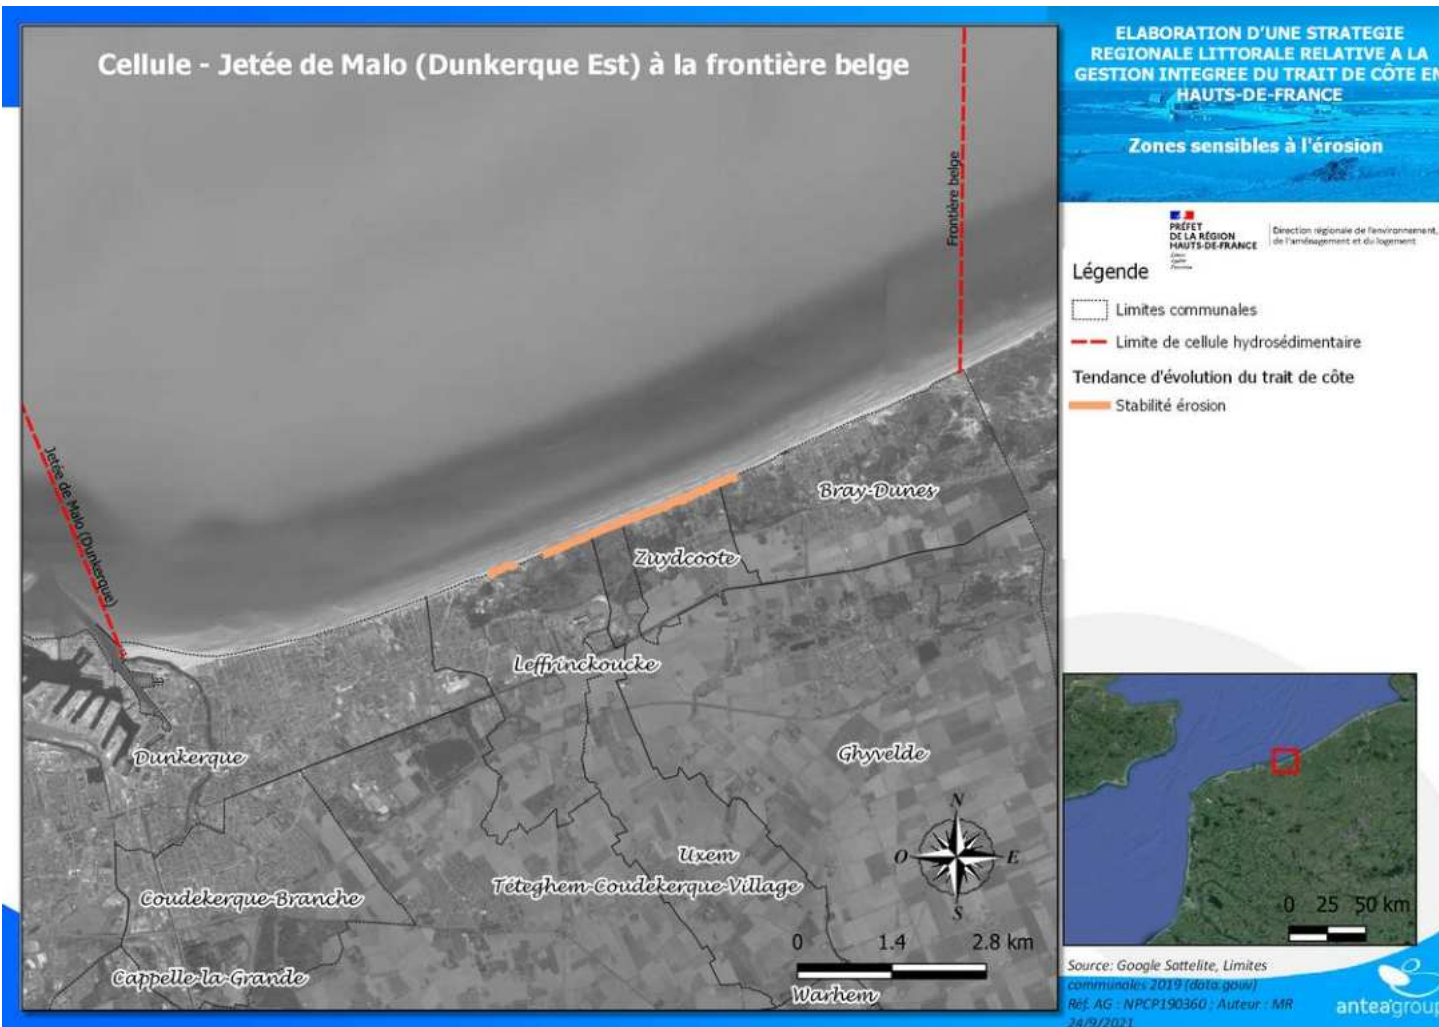 Cellule - Jetée de Malo (Dunkerque Est) à la frontière belge
Frontière belge
Jetée de Malo (Dunkerque)
Bray-Dunes
Zuydcoote
Leffrinckoucke
Dunkerque
Ghyvelde
Uxem
Téteghem-Coudekerque-Village
Coudekerque-Branche
Cappelle-la-Grande
Warhem
N
O
E
S
0 1.4 2.8 km
ELABORATION D'UNE STRATEGIE
REGIONALE LITTORALE RELATIVE A LA
GESTION INTEGREE DU TRAIT DE CÔTE EN
HAUTS-DE-FRANCE
Zones sensibles à l'érosion
PRÉFET
DE LA RÉGION
HAUTS-DE-FRANCE
Direction régionale de l'environnement,
de l'aménagement et du logement
Légende
Limites communales
Limite de cellule hydrosédimentaire
Tendance d'évolution du trait de côte
Stabilité érosion
0 25 50 km
Source: Google Sattelite, Limites
communales 2019 (data.gouv)
Réf. AG : NPCP190360 ; Auteur : MR
24/9/2021
anteagroup